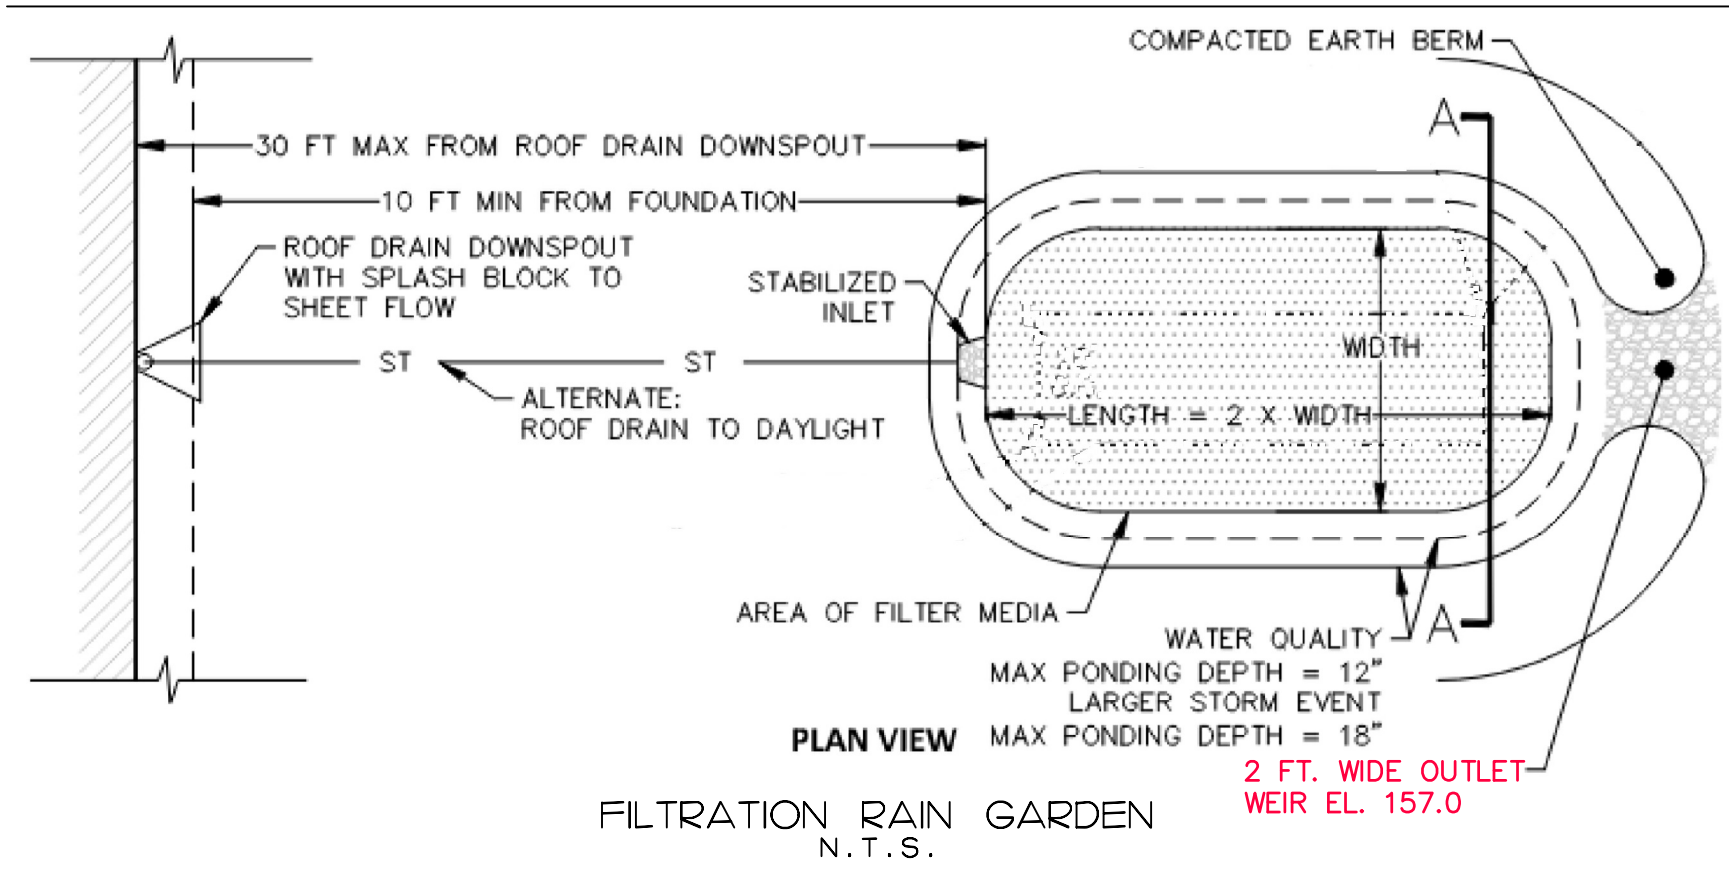 COMPACTED EARTH BERM
A
30 FT MAX FROM ROOF DRAIN DOWNSPOUT
10 FT MIN FROM FOUNDATION
ROOF DRAIN DOWNSPOUT
WITH SPLASH BLOCK TO
SHEET FLOW
STABILIZED
INLET
WIDTH
ST
ST
ALTERNATE:
ROOF DRAIN TO DAYLIGHT
LENGTH = 2 X WIDTH
AREA OF FILTER MEDIA
A
WATER QUALITY
MAX PONDING DEPTH = 12"
LARGER STORM EVENT
MAX PONDING DEPTH = 18"
PLAN VIEW
2 FT. WIDE OUTLET
WEIR EL. 157.0
FILTRATION RAIN GARDEN
N.T.S.